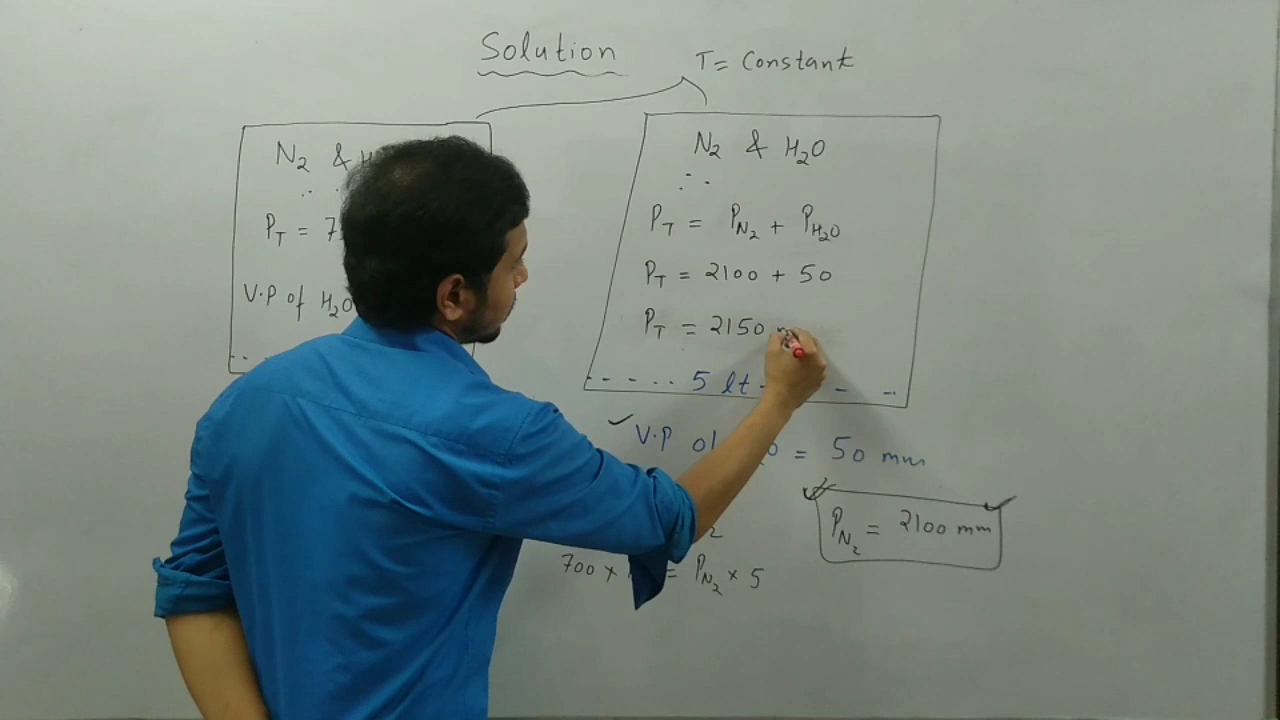 Solution
T = Constant
N2 & H
∴
PT = 7
V.P of H2O
N2 & H2O
∴
PT = PN2 + PH2O
PT = 2100 + 50
PT = 2150
5 lt
✓ V.P of = 50 mm
PN2 = 2100 mm
2
700 × = PN2 × 5